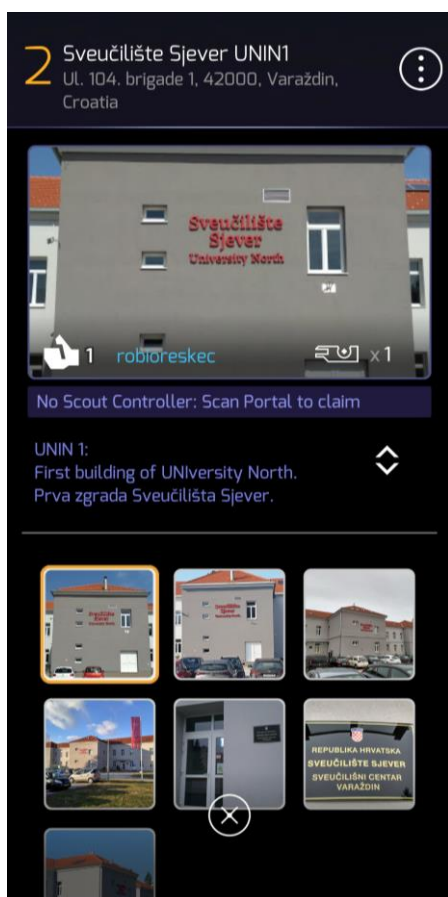 2
Sveučilište Sjever UNIN1
Ul. 104. brigade 1, 42000, Varaždin,
Croatia
Sveučilište
Sjever
University North
1 robioreskec x1
No Scout Controller: Scan Portal to claim
UNIN 1:
First building of UNIversity North.
Prva zgrada Sveučilišta Sjever.
REPUBLIKA HRVATSKA
SVEUČILIŠTE SJEVER
SVEUČILIŠNI CENTAR
VARAŽDIN